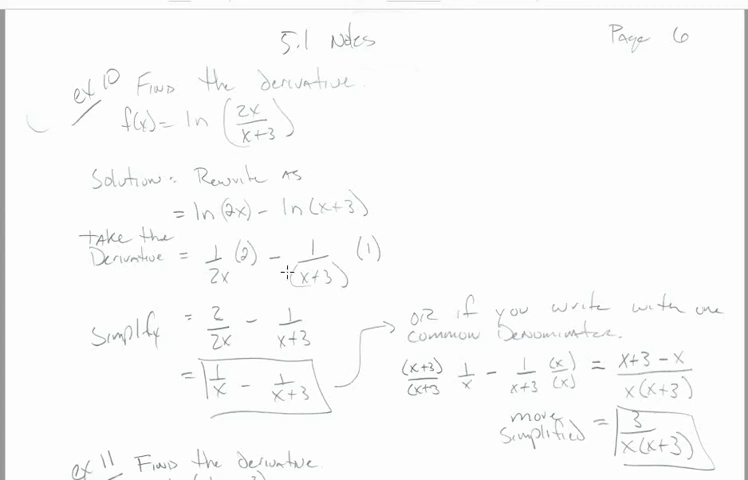 5.1 Notes
Page 6
ex 10 Find the derivative.
f(x) = ln (2x/(x+3))
Solution: Rewrite as
= ln(2x) - ln(x+3)
Take the
Derivative = 1/2x (2) - 1/(x+3) (1)
Simplify = 2/2x - 1/(x+3)
= 1/x - 1/(x+3)
OR if you write with one
common Denominator.
(x+3)/(x+3) 1/x - 1/(x+3) (x)/(x) = (x+3-x)/(x(x+3))
more
Simplified = 3/(x(x+3))
ex 11 Find the derivative.